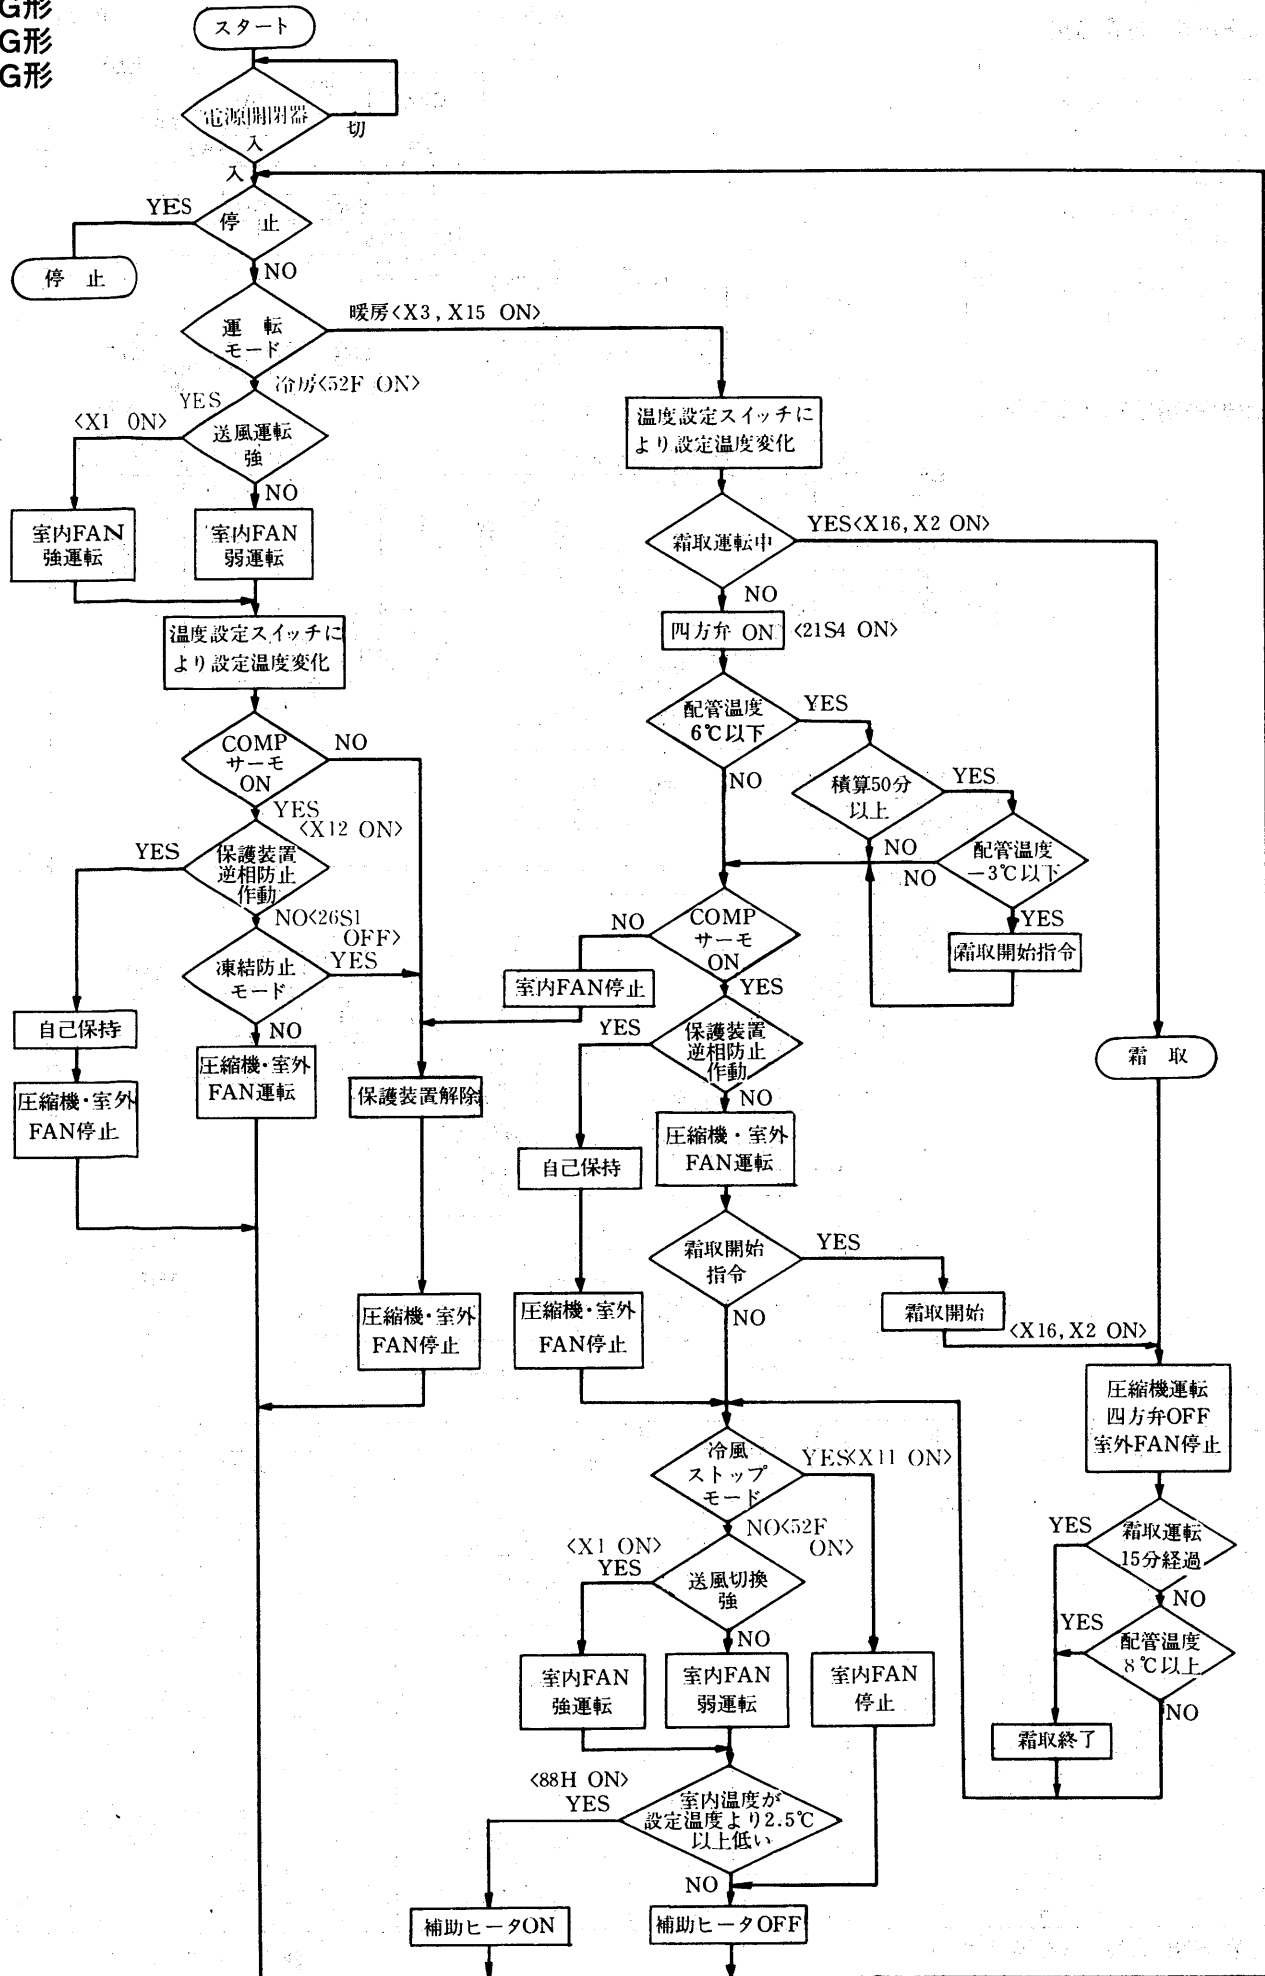 G形
G形
G形
スタート
電源開閉器
入
切
入
停 止
YES
停 止
NO
運 転
モード
暖房<X3, X15 ON>
冷房<52F ON>
YES
<X1 ON>
送風運転
強
NO
室内FAN
強運転
室内FAN
弱運転
温度設定スイッチに
より設定温度変化
COMP
サーモ
ON
NO
YES
<X12 ON>
保護装置
逆相防止
作動
YES
NO<26S1
OFF>
凍結防止
モード
YES
NO
自己保持
圧縮機・室外
FAN停止
圧縮機・室外
FAN運転
保護装置解除
圧縮機・室外
FAN停止
温度設定スイッチに
より設定温度変化
霜取運転中
YES<X16, X2 ON>
NO
四方弁 ON
<21S4 ON>
配管温度
6℃以下
YES
NO
積算50分
以上
YES
NO
配管温度
-3℃以下
NO
YES
霜取開始指令
COMP
サーモ
ON
NO
YES
室内FAN停止
保護装置
逆相防止
作動
YES
NO
自己保持
圧縮機・室外
FAN停止
圧縮機・室外
FAN運転
霜取開始
指令
YES
NO
霜取開始
<X16, X2 ON>
霜 取
圧縮機運転
四方弁OFF
室外FAN停止
霜取運転
15分経過
YES
NO
配管温度
8℃以上
YES
NO
霜取終了
冷風
ストップ
モード
YES<X11 ON>
NO<52F
ON>
<X1 ON>
YES
送風切換
強
NO
室内FAN
強運転
室内FAN
弱運転
室内FAN
停止
<88H ON>
YES
室内温度が
設定温度より2.5℃
以上低い
NO
補助ヒータON
補助ヒータOFF